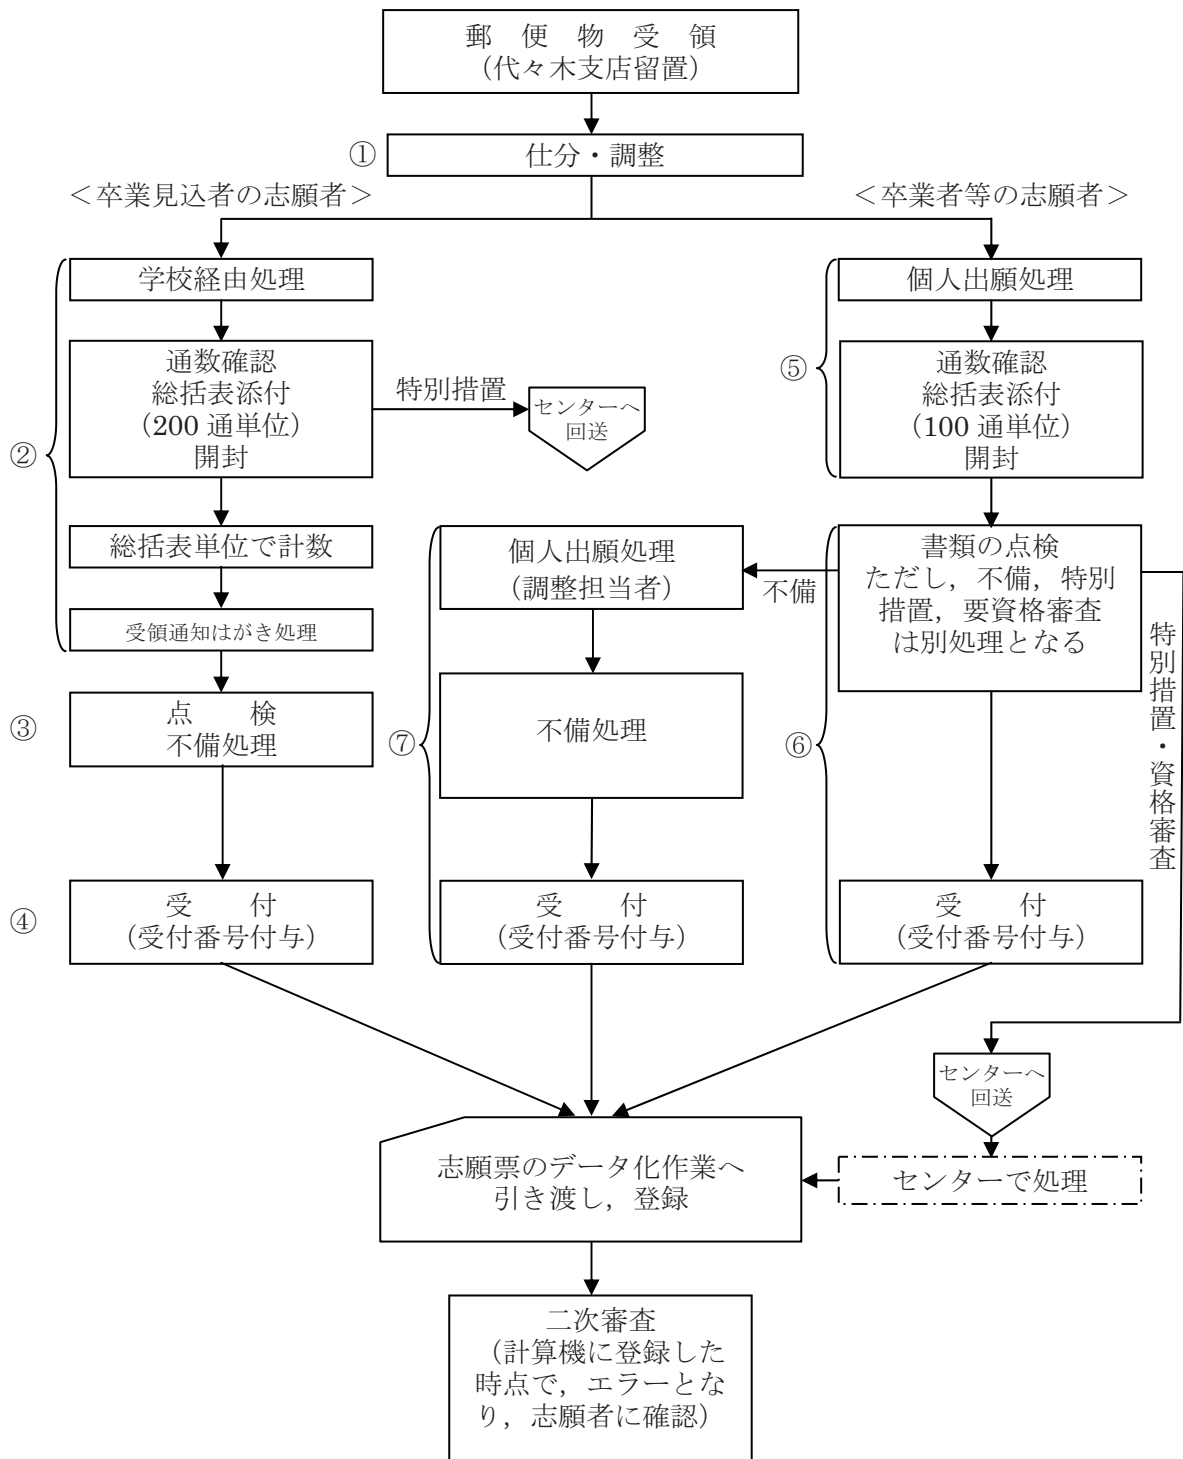 郵便物受領
（代々木支店留置）
①
仕分・調整
＜卒業見込者の志願者＞
＜卒業者等の志願者＞
②
学校経由処理
通数確認
総括表添付
（200 通単位）
開封
特別措置
センターへ
回送
総括表単位で計数
受領通知はがき処理
③
点　　検
不備処理
④
受　　付
（受付番号付与）
⑤
個人出願処理
通数確認
総括表添付
（100 通単位）
開封
⑥
書類の点検
ただし，不備，特別
措置，要資格審査
は別処理となる
不備
特別措置・資格審査
受　　付
（受付番号付与）
⑦
個人出願処理
（調整担当者）
不備処理
受　　付
（受付番号付与）
センターへ
回送
センターで処理
志願票のデータ化作業へ
引き渡し，登録
二次審査
（計算機に登録した
時点で，エラーとな
り，志願者に確認）